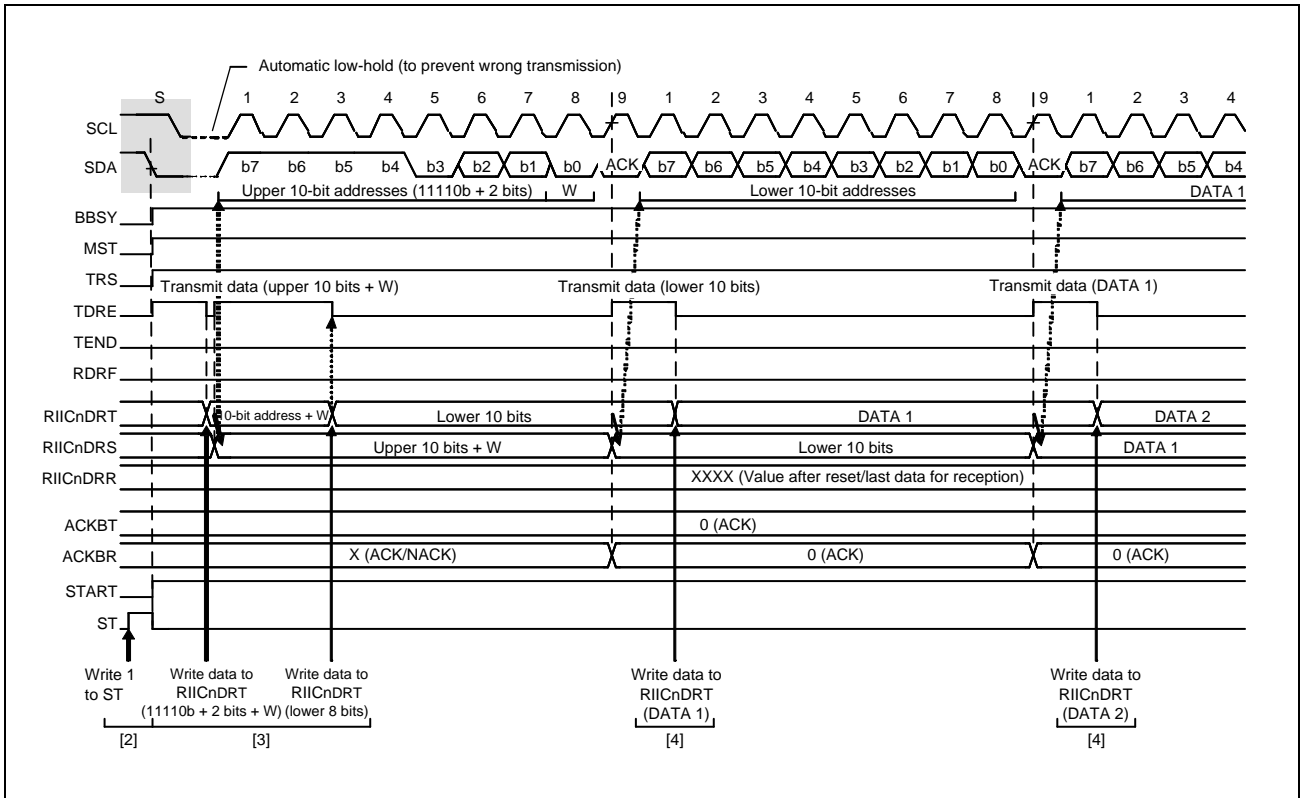 Automatic low-hold (to prevent wrong transmission)
S 1 2 3 4 5 6 7 8 9 1 2 3 4 5 6 7 8 9 1 2 3 4
SCL
SDA b7 b6 b5 b4 b3 b2 b1 b0 ACK b7 b6 b5 b4 b3 b2 b1 b0 ACK b7 b6 b5 b4
Upper 10-bit addresses (11110b + 2 bits) W Lower 10-bit addresses DATA 1
BBSY
MST
TRS
Transmit data (upper 10 bits + W) Transmit data (lower 10 bits) Transmit data (DATA 1)
TDRE
TEND
RDRF
RIICnDRT 0-bit address + W Lower 10 bits DATA 1 DATA 2
RIICnDRS Upper 10 bits + W Lower 10 bits DATA 1
RIICnDRR XXXX (Value after reset/last data for reception)
ACKBT 0 (ACK)
ACKBR X (ACK/NACK) 0 (ACK) 0 (ACK)
START
ST
Write 1 Write data to Write data to Write data to Write data to
to ST RIICnDRT RIICnDRT RIICnDRT RIICnDRT
(11110b + 2 bits + W) (lower 8 bits) (DATA 1) (DATA 2)
[2] [3] [4] [4]